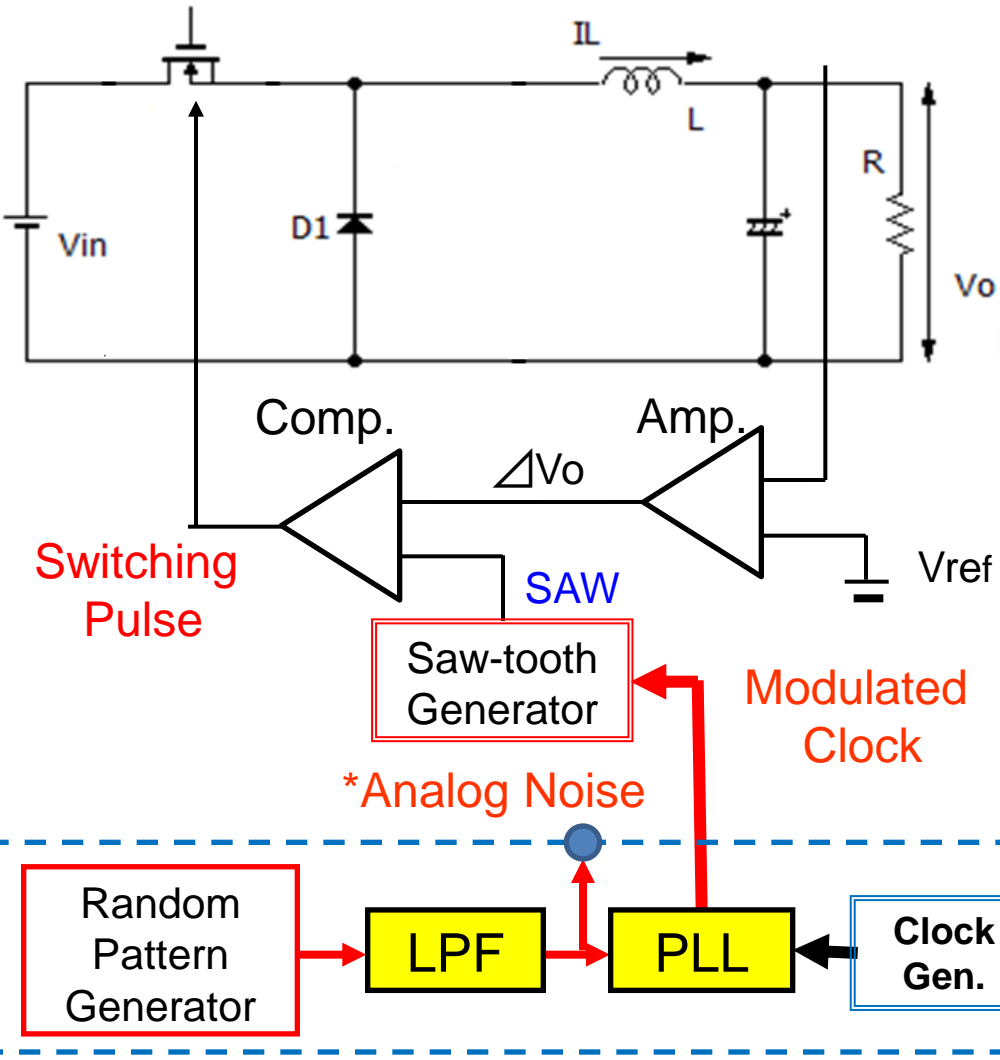 IL
L
R
D1
+
Vin
Vo
Comp.
Amp.
⊿Vo
Switching
Pulse
SAW
Vref
Saw-tooth
Generator
Modulated
Clock
*Analog Noise
Random
Pattern
Generator
LPF
PLL
Clock
Gen.